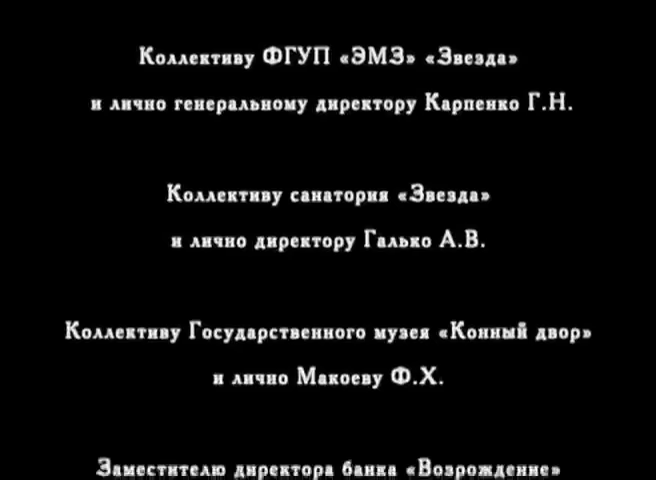 Коллективу ФГУП «ЭМЗ» «Звезда»
и лично генеральному директору Карпенко Г.Н.
Коллективу санатория «Звезда»
и лично директору Галько А.В.
Коллективу Государственного музея «Конный двор»
и лично Макоеву Ф.Х.
Заместителю директора банка «Возрождение»